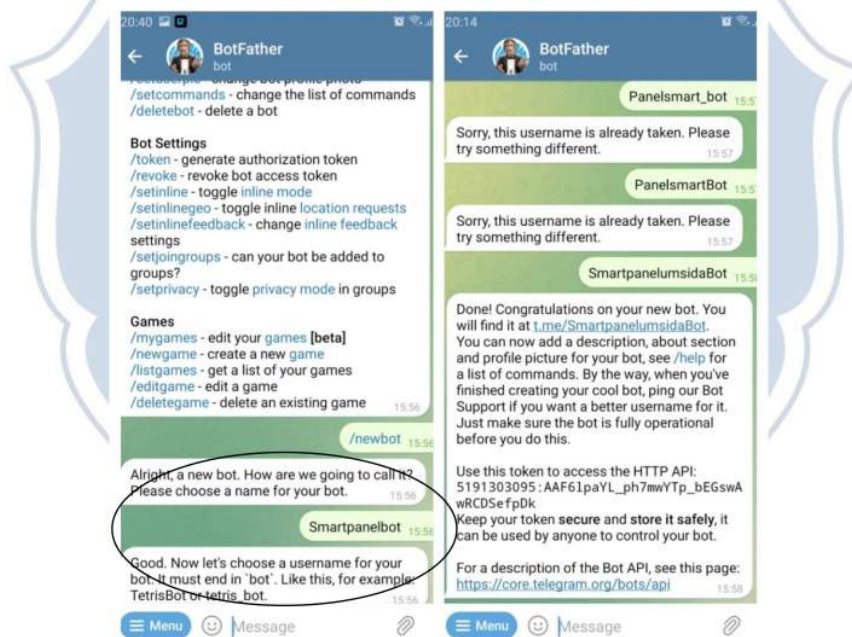 20:40
BotFather
bot
/setuserpic - change bot profile photo
/setcommands - change the list of commands
/deletebot - delete a bot
Bot Settings
/token - generate authorization token
/revoke - revoke bot access token
/setinline - toggle inline mode
/setinlinegeo - toggle inline location requests
/setinlinefeedback - change inline feedback
settings
/setjoingroups - can your bot be added to
groups?
/setprivacy - toggle privacy mode in groups
Games
/mygames - edit your games [beta]
/newgame - create a new game
/listgames - get a list of your games
/editgame - edit a game
/deletegame - delete an existing game 15:56
/newbot 15:56
Alright, a new bot. How are we going to call it?
Please choose a name for your bot. 15:56
Smartpanelbot 15:56
Good. Now let's choose a username for your
bot. It must end in `bot`. Like this, for example:
TetrisBot or tetris_bot. 15:56
Menu Message
20:14
BotFather
bot
Panelsmart_bot 15:57
Sorry, this username is already taken. Please
try something different. 15:57
PanelsmartBot 15:57
Sorry, this username is already taken. Please
try something different. 15:57
SmartpanelumsidaBot 15:58
Done! Congratulations on your new bot. You
will find it at t.me/SmartpanelumsidaBot.
You can now add a description, about section
and profile picture for your bot, see /help for
a list of commands. By the way, when you've
finished creating your cool bot, ping our Bot
Support if you want a better username for it.
Just make sure the bot is fully operational
before you do this.
Use this token to access the HTTP API:
5191303095:AAF6lpaYL_ph7mwYTp_bEGswA
wRCDSefpDk
Keep your token secure and store it safely, it
can be used by anyone to control your bot.
For a description of the Bot API, see this page:
https://core.telegram.org/bots/api 15:58
Menu Message